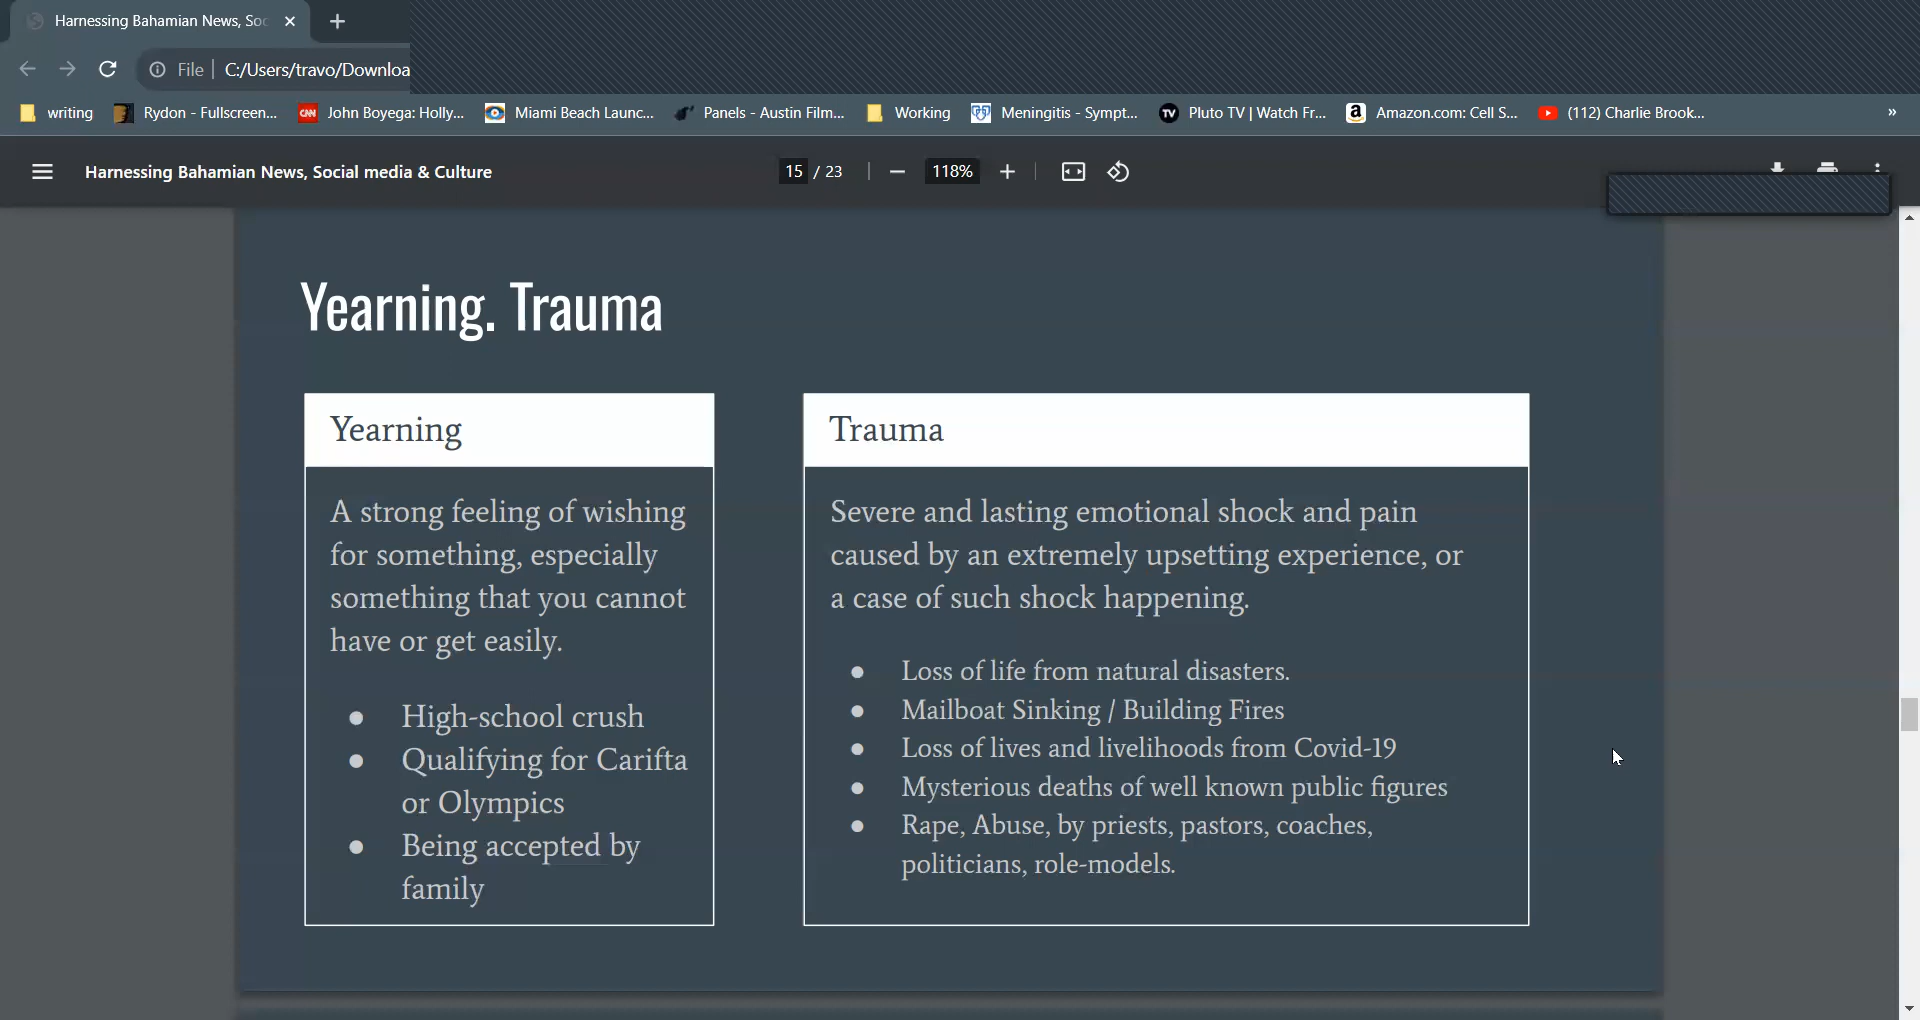 Harnessing Bahamian News, Soc
File
C:/Users/travo/Downloa
writing
Rydon - Fullscreen...
CNN
John Boyega: Holly...
Miami Beach Launc...
Panels - Austin Film...
Working
Meningitis - Sympt...
TV
Pluto TV | Watch Fr...
a
Amazon.com: Cell S...
(112) Charlie Brook...
»
Harnessing Bahamian News, Social media & Culture
15 / 23
118%
Yearning. Trauma
Yearning
A strong feeling of wishing
for something, especially
something that you cannot
have or get easily.
● High-school crush
● Qualifying for Carifta
or Olympics
● Being accepted by
family
Trauma
Severe and lasting emotional shock and pain
caused by an extremely upsetting experience, or
a case of such shock happening.
● Loss of life from natural disasters.
● Mailboat Sinking / Building Fires
● Loss of lives and livelihoods from Covid-19
● Mysterious deaths of well known public figures
● Rape, Abuse, by priests, pastors, coaches,
politicians, role-models.